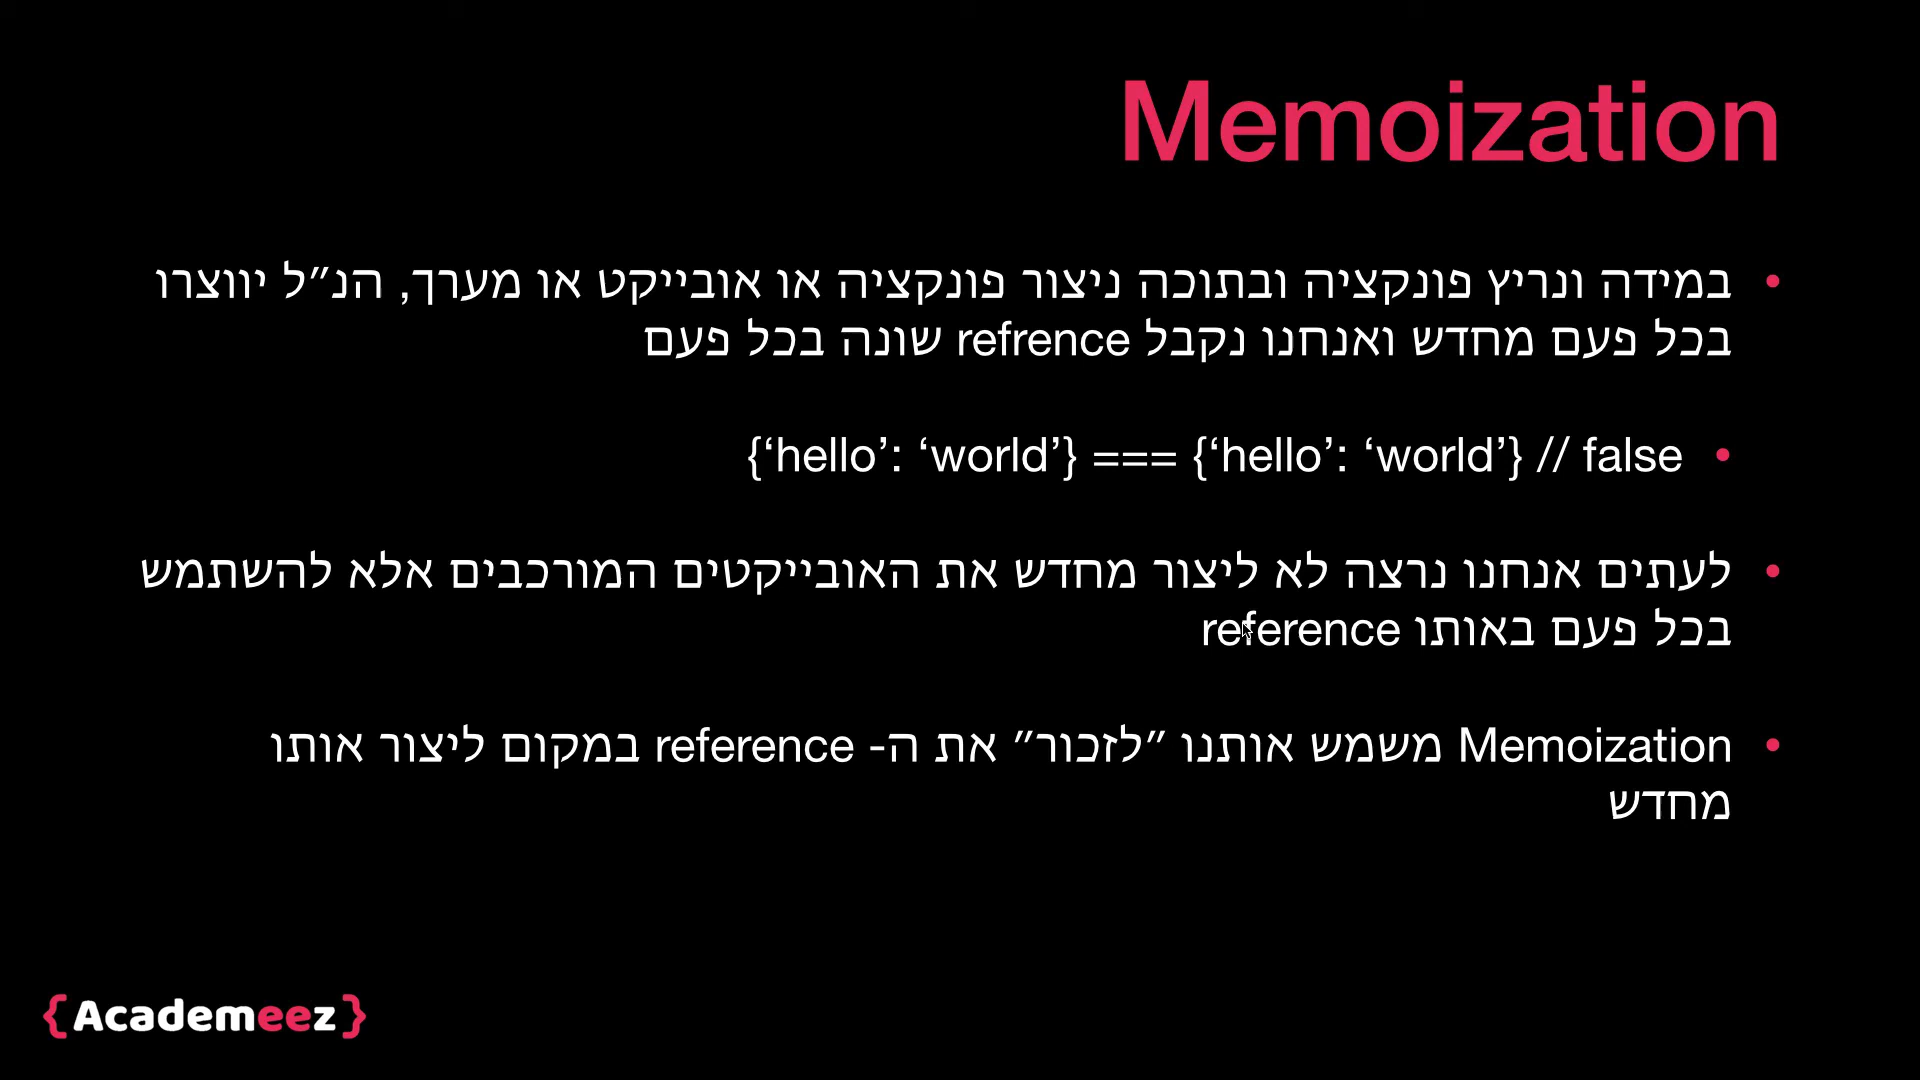 Memoization
במידה ונריץ פונקציה ובתוכה ניצור פונקציה או אובייקט או מערך, הנ״ל יווצרו
בכל פעם מחדש ואנחנו נקבל refrence שונה בכל פעם
{‘hello’: ‘world’} === {‘hello’: ‘world’} // false
לעתים אנחנו נרצה לא ליצור מחדש את האובייקטים המורכבים אלא להשתמש
בכל פעם באותו reference
Memoization משמש אותנו ״לזכור״ את ה- reference במקום ליצור אותו
מחדש
{Academeez}